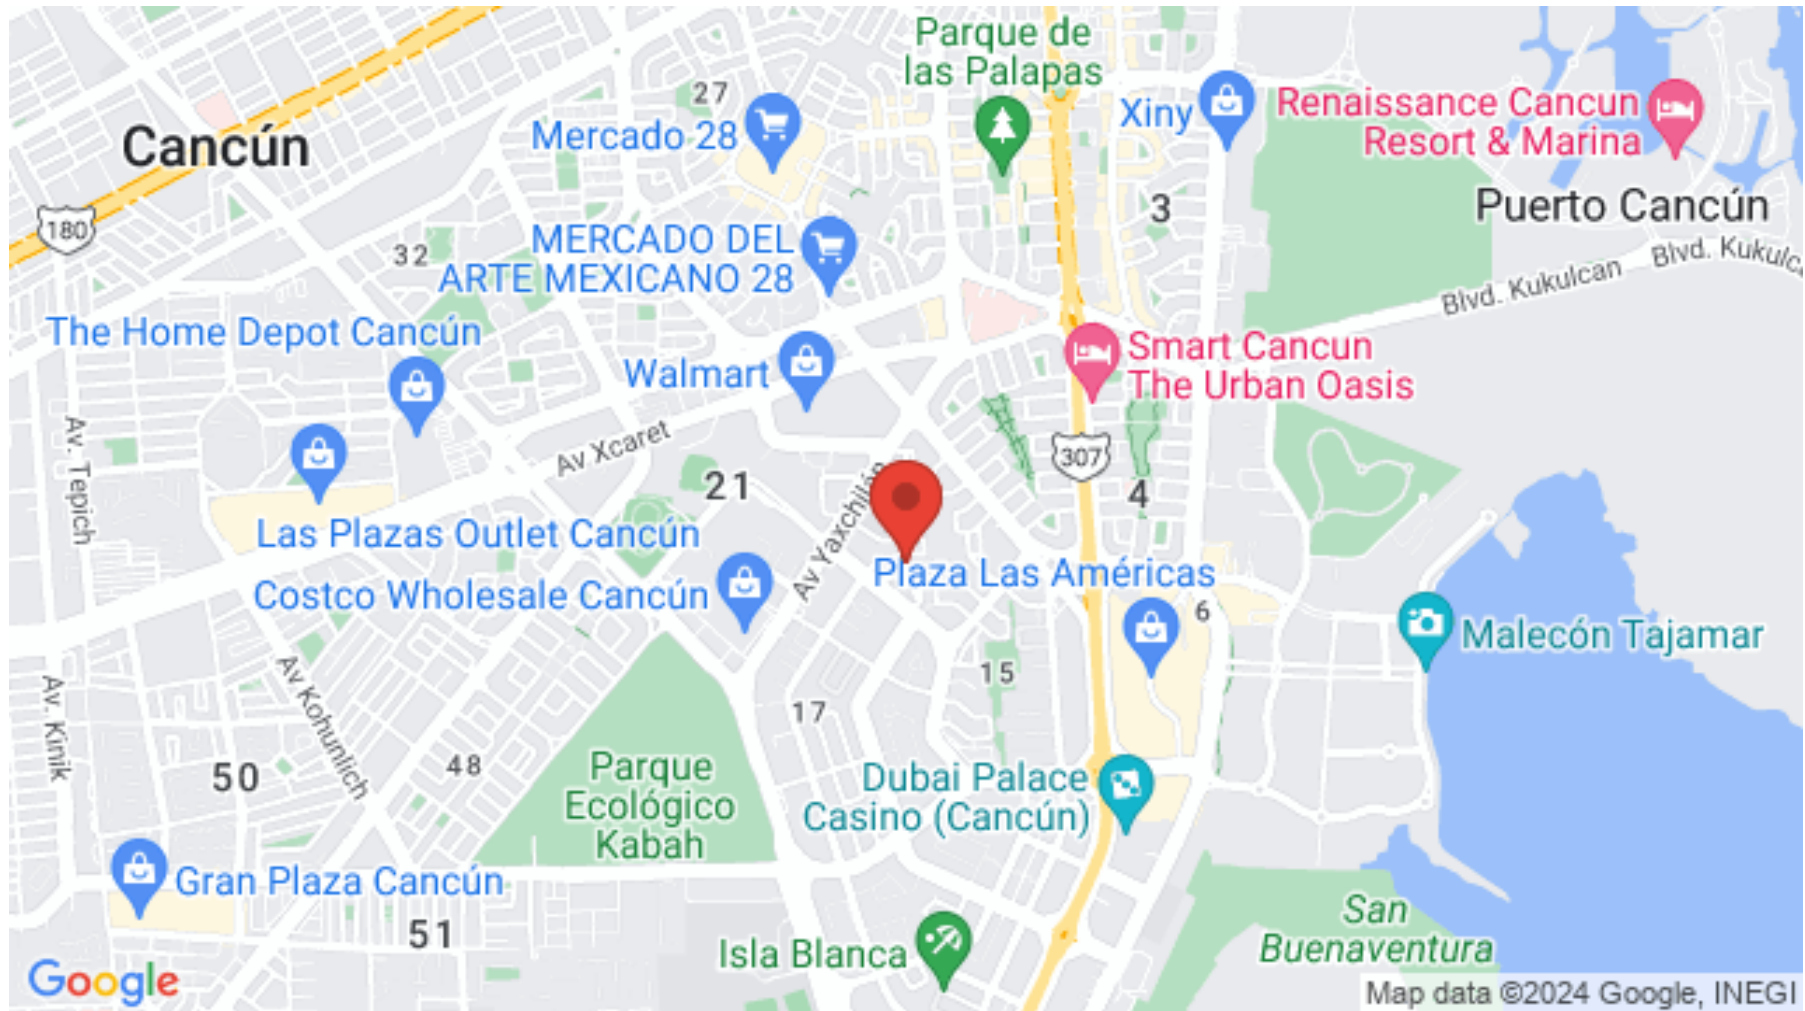 Parque de
las Palapas
27
Xiny
Renaissance Cancun
Resort & Marina
Mercado 28
Cancún
Puerto Cancún
3
180
32
MERCADO DEL
ARTE MEXICANO 28
Blvd. Kukulcan
Blvd. Kukulc
The Home Depot Cancún
Walmart
Smart Cancun
The Urban Oasis
Av. Tepich
Av Xcaret
307
21
4
Av Yaxchilán
Las Plazas Outlet Cancún
Costco Wholesale Cancún
Plaza Las Américas
6
Malecón Tajamar
15
17
Av. Kinik
Av Kohunlich
50
48
Parque
Ecológico
Kabah
Dubai Palace
Casino (Cancún)
Gran Plaza Cancún
51
Isla Blanca
San
Buenaventura
Google
Map data ©2024 Google, INEGI